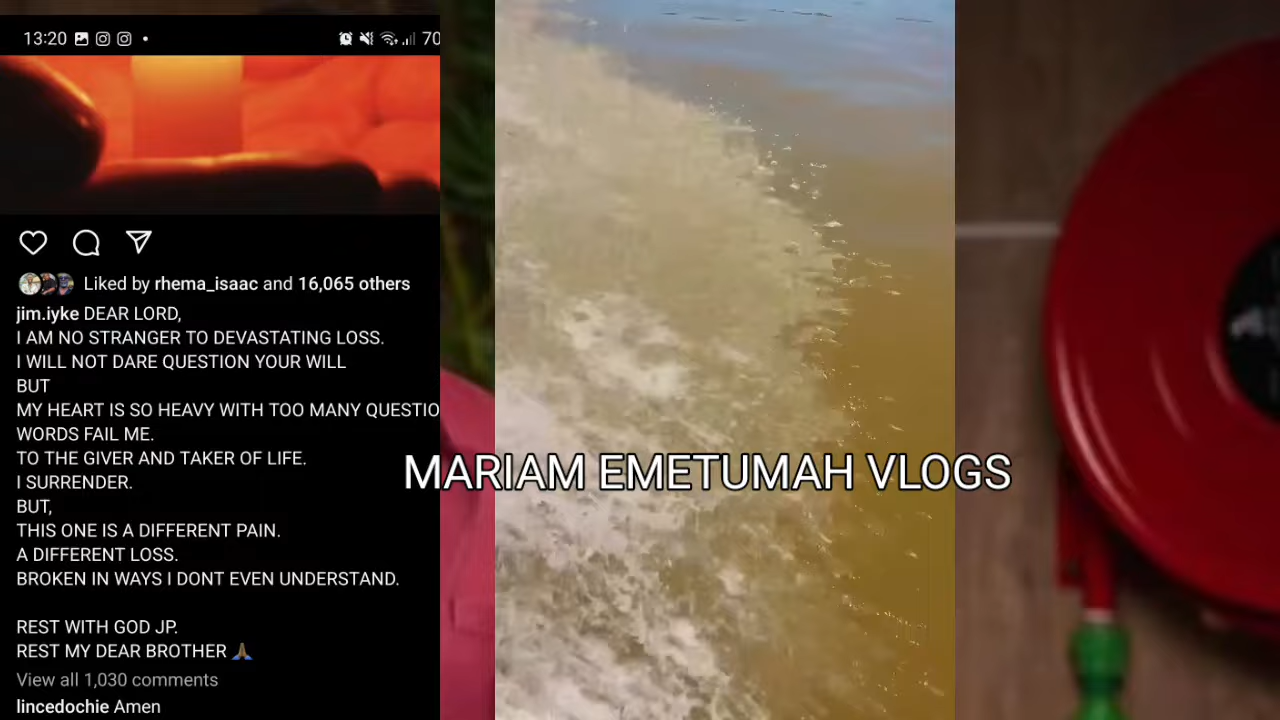 13:20
70
Liked by rhema_isaac and 16,065 others
jim.iyke DEAR LORD,
I AM NO STRANGER TO DEVASTATING LOSS.
I WILL NOT DARE QUESTION YOUR WILL
BUT
MY HEART IS SO HEAVY WITH TOO MANY QUESTIO
WORDS FAIL ME.
TO THE GIVER AND TAKER OF LIFE.
I SURRENDER.
BUT,
THIS ONE IS A DIFFERENT PAIN.
A DIFFERENT LOSS.
BROKEN IN WAYS I DONT EVEN UNDERSTAND.
REST WITH GOD JP.
REST MY DEAR BROTHER 🙏🏾
View all 1,030 comments
lincedochie Amen
MARIAM EMETUMAH VLOGS